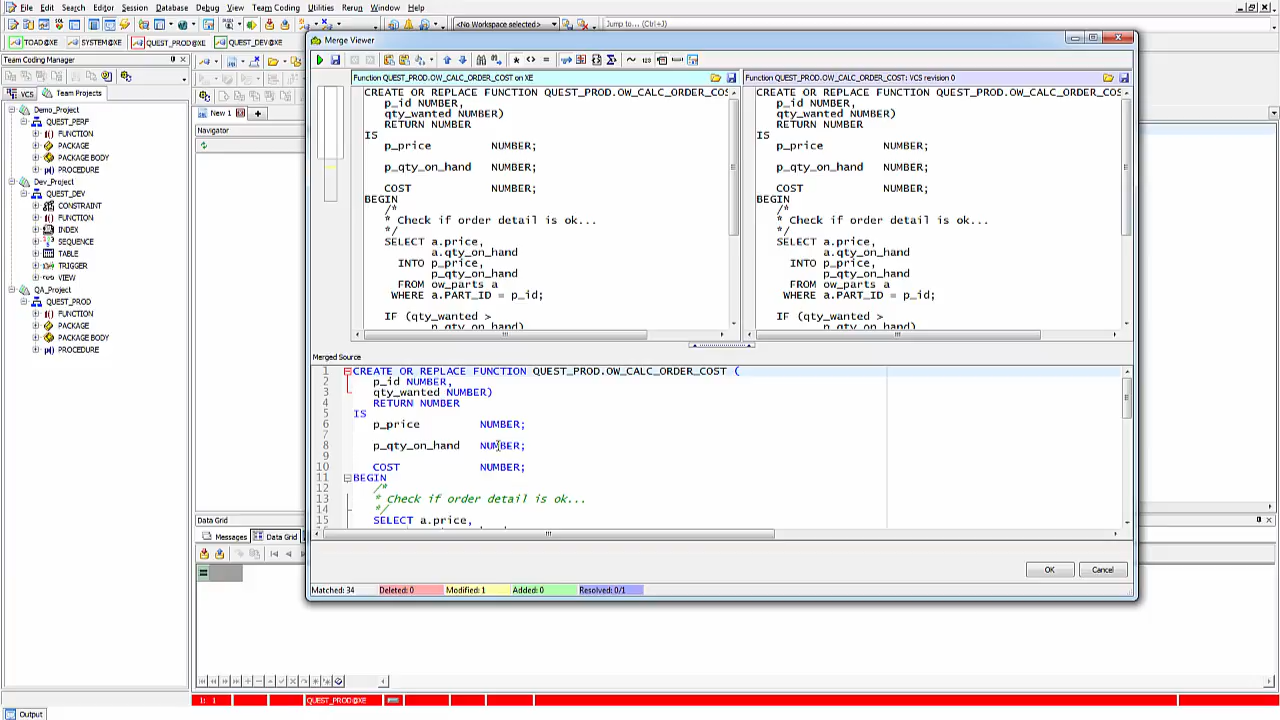 File Edit Search Editor Session Database Debug View Team Coding Utilities Rerun Window Help
<No Workspace selected> Jump to... (Ctrl+J)
TOAD@XE SYSTEM@XE QUEST_PROD@XE QUEST_DEV@XE
Team Coding Manager
VCS Team Projects
Demo_Project
QUEST_PERF
FUNCTION
PACKAGE
PACKAGE BODY
PROCEDURE
Dev_Project
QUEST_DEV
CONSTRAINT
FUNCTION
INDEX
SEQUENCE
TABLE
TRIGGER
VIEW
QA_Project
QUEST_PROD
FUNCTION
PACKAGE
PACKAGE BODY
PROCEDURE
New 1
Navigator
Merge Viewer
Function QUEST_PROD.OW_CALC_ORDER_COST on XE
CREATE OR REPLACE FUNCTION QUEST_PROD.OW_CALC_ORDER_COS
p_id NUMBER,
qty_wanted NUMBER)
RETURN NUMBER
IS
p_price NUMBER;
p_qty_on_hand NUMBER;
COST NUMBER;
BEGIN
/*
* Check if order detail is ok...
*/
SELECT a.price,
a.qty_on_hand
INTO p_price,
p_qty_on_hand
FROM ow_parts a
WHERE a.PART_ID = p_id;
IF (qty_wanted >
p_qty_on_hand)
Function QUEST_PROD.OW_CALC_ORDER_COST: VCS revision 0
CREATE OR REPLACE FUNCTION QUEST_PROD.OW_CALC_ORDER_COS
p_id NUMBER,
qty_wanted NUMBER)
RETURN NUMBER
IS
p_price NUMBER;
p_qty_on_hand NUMBER;
COST NUMBER;
BEGIN
/*
* Check if order detail is ok...
*/
SELECT a.price,
a.qty_on_hand
INTO p_price,
p_qty_on_hand
FROM ow_parts a
WHERE a.PART_ID = p_id;
IF (qty_wanted >
p_qty_on_hand)
Merged Source
1 CREATE OR REPLACE FUNCTION QUEST_PROD.OW_CALC_ORDER_COST (
2 p_id NUMBER,
3 qty_wanted NUMBER)
4 RETURN NUMBER
5 IS
6 p_price NUMBER;
7
8 p_qty_on_hand NUMBER;
9
10 COST NUMBER;
11 BEGIN
12 /*
13 * Check if order detail is ok...
14 */
15 SELECT a.price,
OK Cancel
Matched: 34 Deleted: 0 Modified: 1 Added: 0 Resolved: 0/1
Data Grid
Messages Data Grid
1: 1 QUEST_PROD@XE
Output